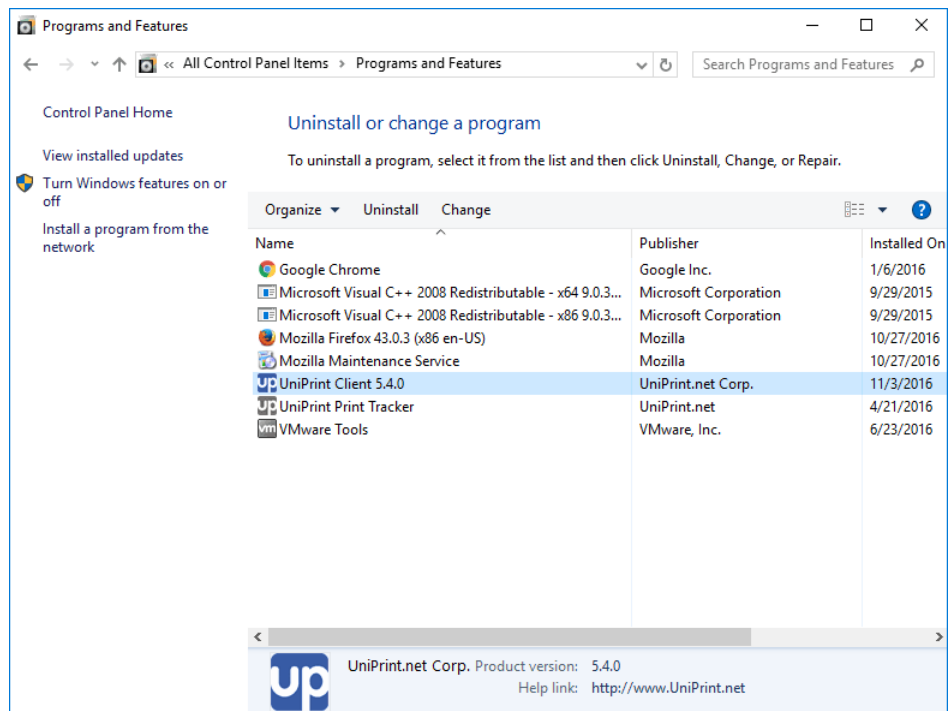 Programs and Features
« All Control Panel Items > Programs and Features
Search Programs and Features
Control Panel Home
View installed updates
Turn Windows features on or
off
Install a program from the
network
Uninstall or change a program
To uninstall a program, select it from the list and then click Uninstall, Change, or Repair.
Organize Uninstall Change
Name Publisher Installed On
Google Chrome Google Inc. 1/6/2016
Microsoft Visual C++ 2008 Redistributable - x64 9.0.3... Microsoft Corporation 9/29/2015
Microsoft Visual C++ 2008 Redistributable - x86 9.0.3... Microsoft Corporation 9/29/2015
Mozilla Firefox 43.0.3 (x86 en-US) Mozilla 10/27/2016
Mozilla Maintenance Service Mozilla 10/27/2016
up UniPrint Client 5.4.0 UniPrint.net Corp. 11/3/2016
up UniPrint Print Tracker UniPrint.net 4/21/2016
vm VMware Tools VMware, Inc. 6/23/2016
up
UniPrint.net Corp. Product version: 5.4.0
Help link: http://www.UniPrint.net